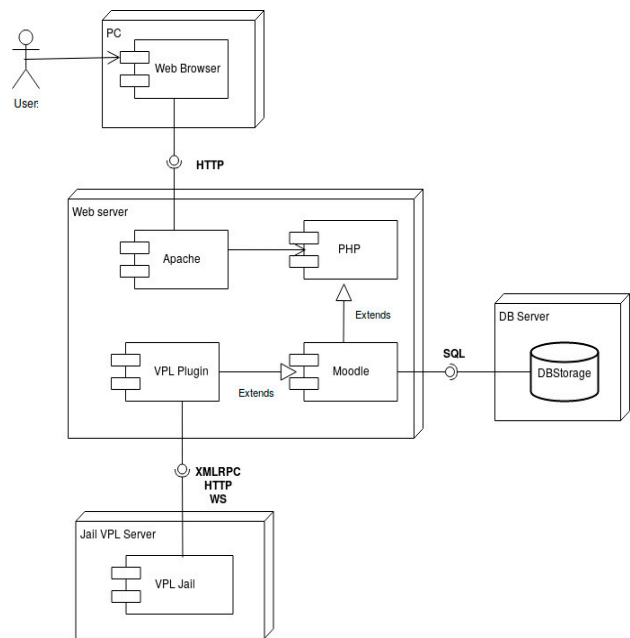 PC
Web Browser
User:
HTTP
Web server
Apache
PHP
Extends
DB Server
DBStorage
SQL
VPL Plugin
Extends
Moodle
XMLRPC
HTTP
WS
Jail VPL Server
VPL Jail